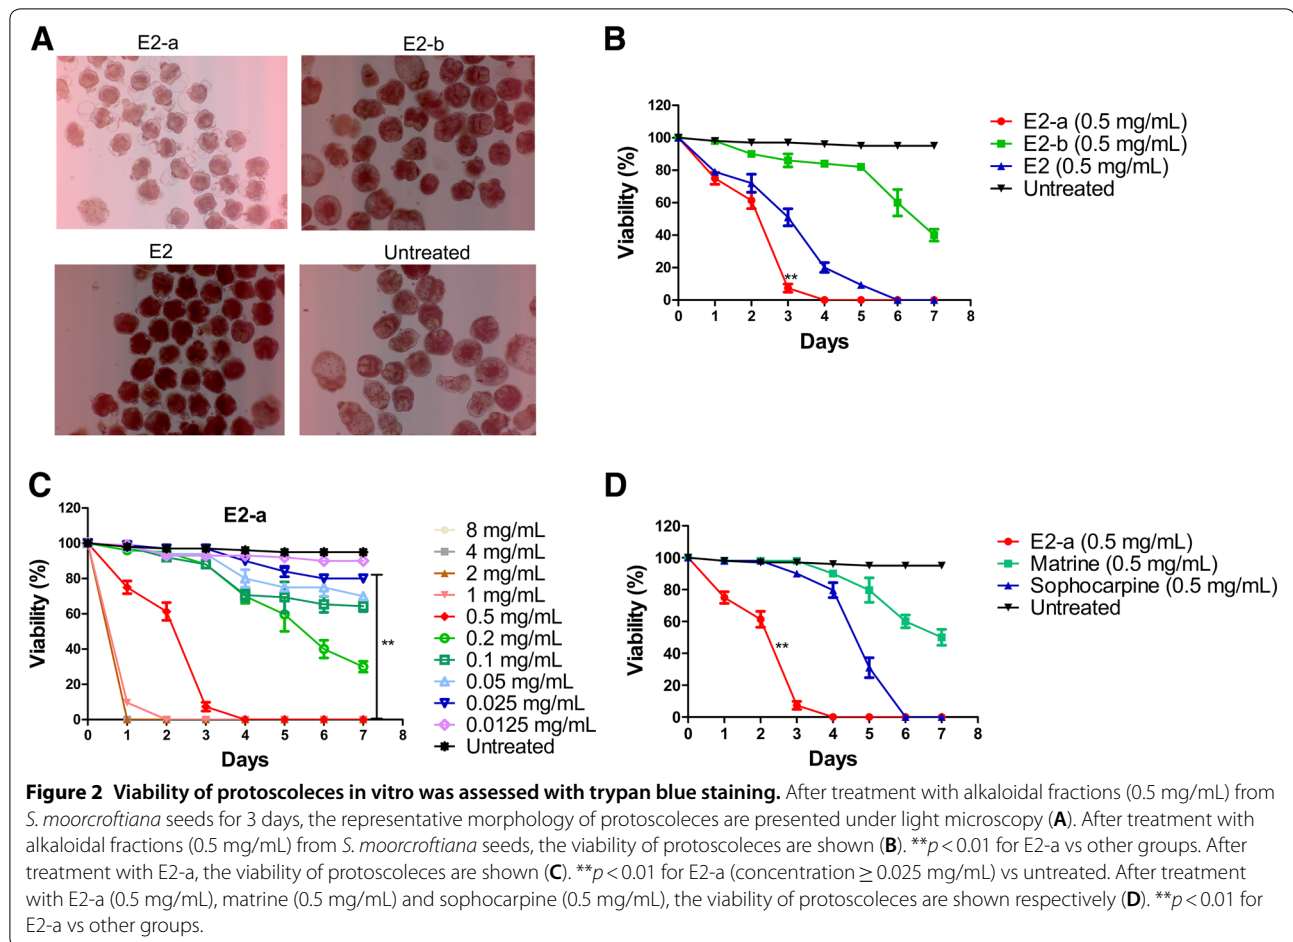 A
E2-a
E2-b
E2
Untreated
B
120
100
80
60
40
20
0
Viability (%)
**
0 1 2 3 4 5 6 7 8
Days
E2-a (0.5 mg/mL)
E2-b (0.5 mg/mL)
E2 (0.5 mg/mL)
Untreated
C
E2-a
120
100
80
60
40
20
0
Viability (%)
**
0 1 2 3 4 5 6 7 8
Days
8 mg/mL
4 mg/mL
2 mg/mL
1 mg/mL
0.5 mg/mL
0.2 mg/mL
0.1 mg/mL
0.05 mg/mL
0.025 mg/mL
0.0125 mg/mL
Untreated
D
120
100
80
60
40
20
0
Viability (%)
**
0 1 2 3 4 5 6 7 8
Days
E2-a (0.5 mg/mL)
Matrine (0.5 mg/mL)
Sophocarpine (0.5 mg/mL)
Untreated
Figure 2 Viability of protoscoleces in vitro was assessed with trypan blue staining. After treatment with alkaloidal fractions (0.5 mg/mL) from
S. moorcroftiana seeds for 3 days, the representative morphology of protoscoleces are presented under light microscopy (A). After treatment with
alkaloidal fractions (0.5 mg/mL) from S. moorcroftiana seeds, the viability of protoscoleces are shown (B). **p < 0.01 for E2-a vs other groups. After
treatment with E2-a, the viability of protoscoleces are shown (C). **p < 0.01 for E2-a (concentration ≥ 0.025 mg/mL) vs untreated. After treatment
with E2-a (0.5 mg/mL), matrine (0.5 mg/mL) and sophocarpine (0.5 mg/mL), the viability of protoscoleces are shown respectively (D). **p < 0.01 for
E2-a vs other groups.